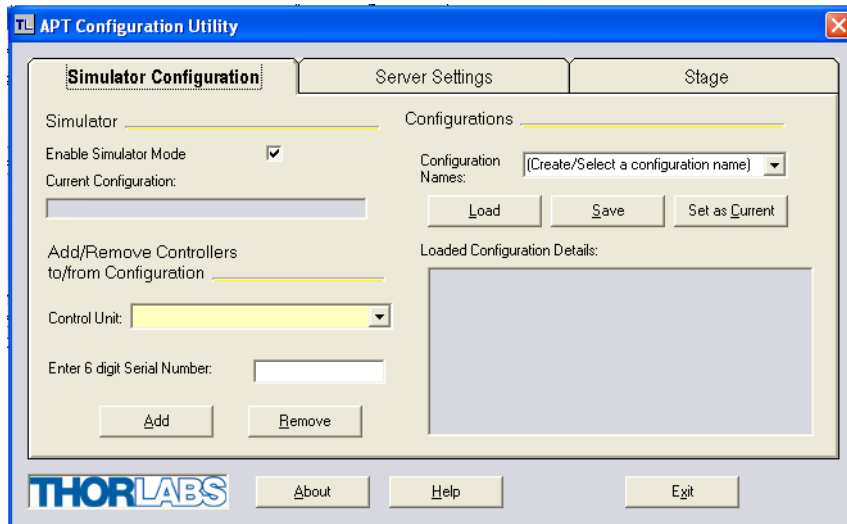 TL APT Configuration Utility
Simulator Configuration
Server Settings
Stage
Simulator
Enable Simulator Mode
Current Configuration:
Add/Remove Controllers
to/from Configuration
Control Unit:
Enter 6 digit Serial Number:
Add
Remove
Configurations
Configuration
Names:
(Create/Select a configuration name)
Load
Save
Set as Current
Loaded Configuration Details:
THORLABS
About
Help
Exit